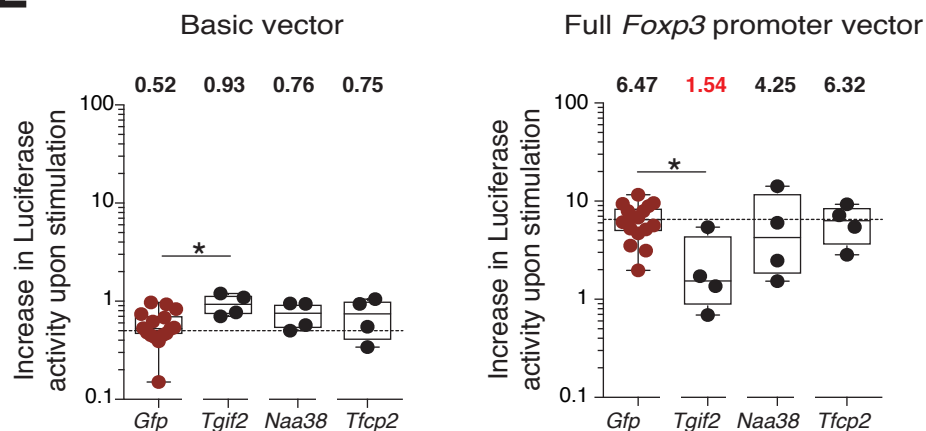 E
Basic vector
0.52 0.93 0.76 0.75
Increase in Luciferase
activity upon stimulation
100
10
1
0.1
*
Gfp Tgif2 Naa38 Tfcp2
Full Foxp3 promoter vector
6.47 1.54 4.25 6.32
Increase in Luciferase
activity upon stimulation
100
10
1
0.1
*
Gfp Tgif2 Naa38 Tfcp2